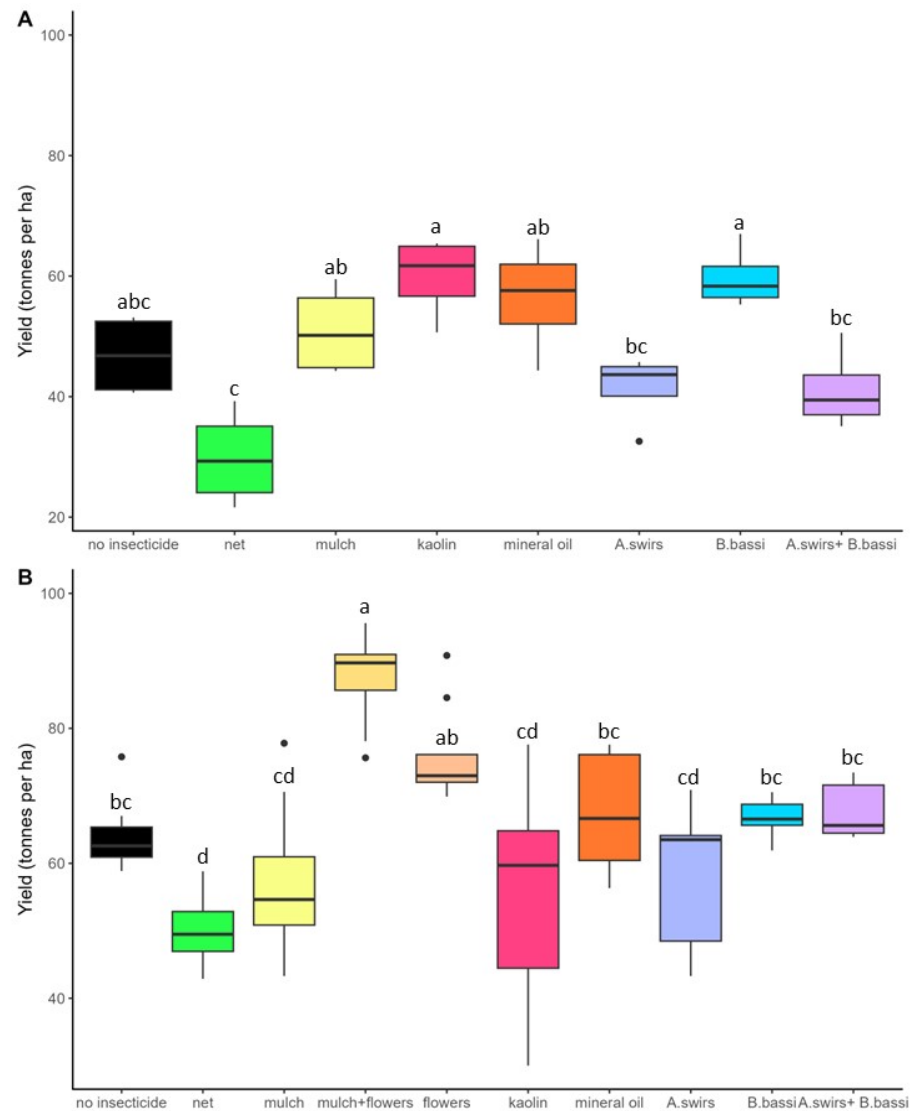 A
100
80
60
40
20
Yield (tonnes per ha)
abc
c
ab
a
ab
bc
a
bc
no insecticide net mulch kaolin mineral oil A.swirs B.bassi A.swirs+ B.bassi
B
100
80
60
40
Yield (tonnes per ha)
bc
d
cd
a
ab
cd
bc
cd
bc
bc
no insecticide net mulch mulch+flowers flowers kaolin mineral oil A.swirs B.bassi A.swirs+ B.bassi